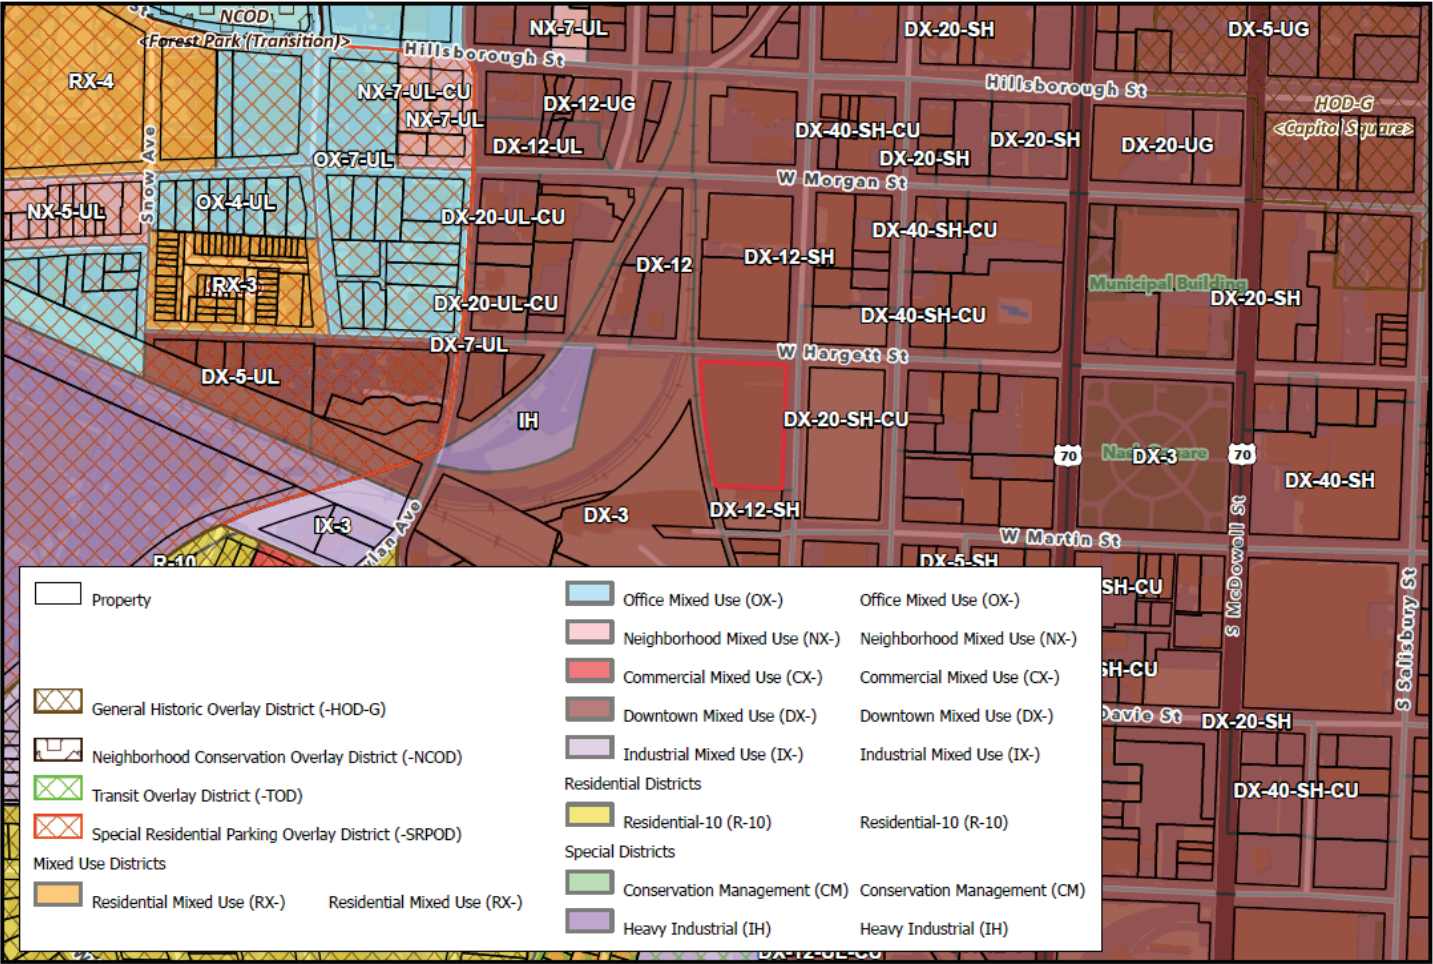 St
NCOD
<Forest Park (Transition)>
NX-7-UL
DX-20-SH
DX-5-UG
Hillsborough St
RX-4
Hillsborough St
NX-7-UL-CU
DX-12-UG
HOD-G
<Capitol Square>
NX-7-UL
DX-40-SH-CU
DX-20-SH
DX-20-UG
DX-12-UL
OX-7-UL
DX-20-SH
Snow Ave
W Morgan St
OX-4-UL
NX-5-UL
DX-20-UL-CU
DX-40-SH-CU
DX-12-SH
DX-12
RX-3
Municipal Building
DX-20-SH
DX-20-UL-CU
DX-40-SH-CU
DX-7-UL
W Hargett St
DX-5-UL
IH
DX-20-SH-CU
70
Nash Square
DX-3
70
DX-40-SH
DX-12-SH
DX-3
IX-3
S McDowell St
W Martin St
R-10
DX-5-SH
SH-CU
S Salisbury St
SH-CU
Davie St
DX-20-SH
DX-40-SH-CU
DX-12-UL-CU
Property
General Historic Overlay District (-HOD-G)
Neighborhood Conservation Overlay District (-NCOD)
Transit Overlay District (-TOD)
Special Residential Parking Overlay District (-SRPOD)
Mixed Use Districts
Residential Mixed Use (RX-) Residential Mixed Use (RX-)
Office Mixed Use (OX-) Office Mixed Use (OX-)
Neighborhood Mixed Use (NX-) Neighborhood Mixed Use (NX-)
Commercial Mixed Use (CX-) Commercial Mixed Use (CX-)
Downtown Mixed Use (DX-) Downtown Mixed Use (DX-)
Industrial Mixed Use (IX-) Industrial Mixed Use (IX-)
Residential Districts
Residential-10 (R-10) Residential-10 (R-10)
Special Districts
Conservation Management (CM) Conservation Management (CM)
Heavy Industrial (IH) Heavy Industrial (IH)